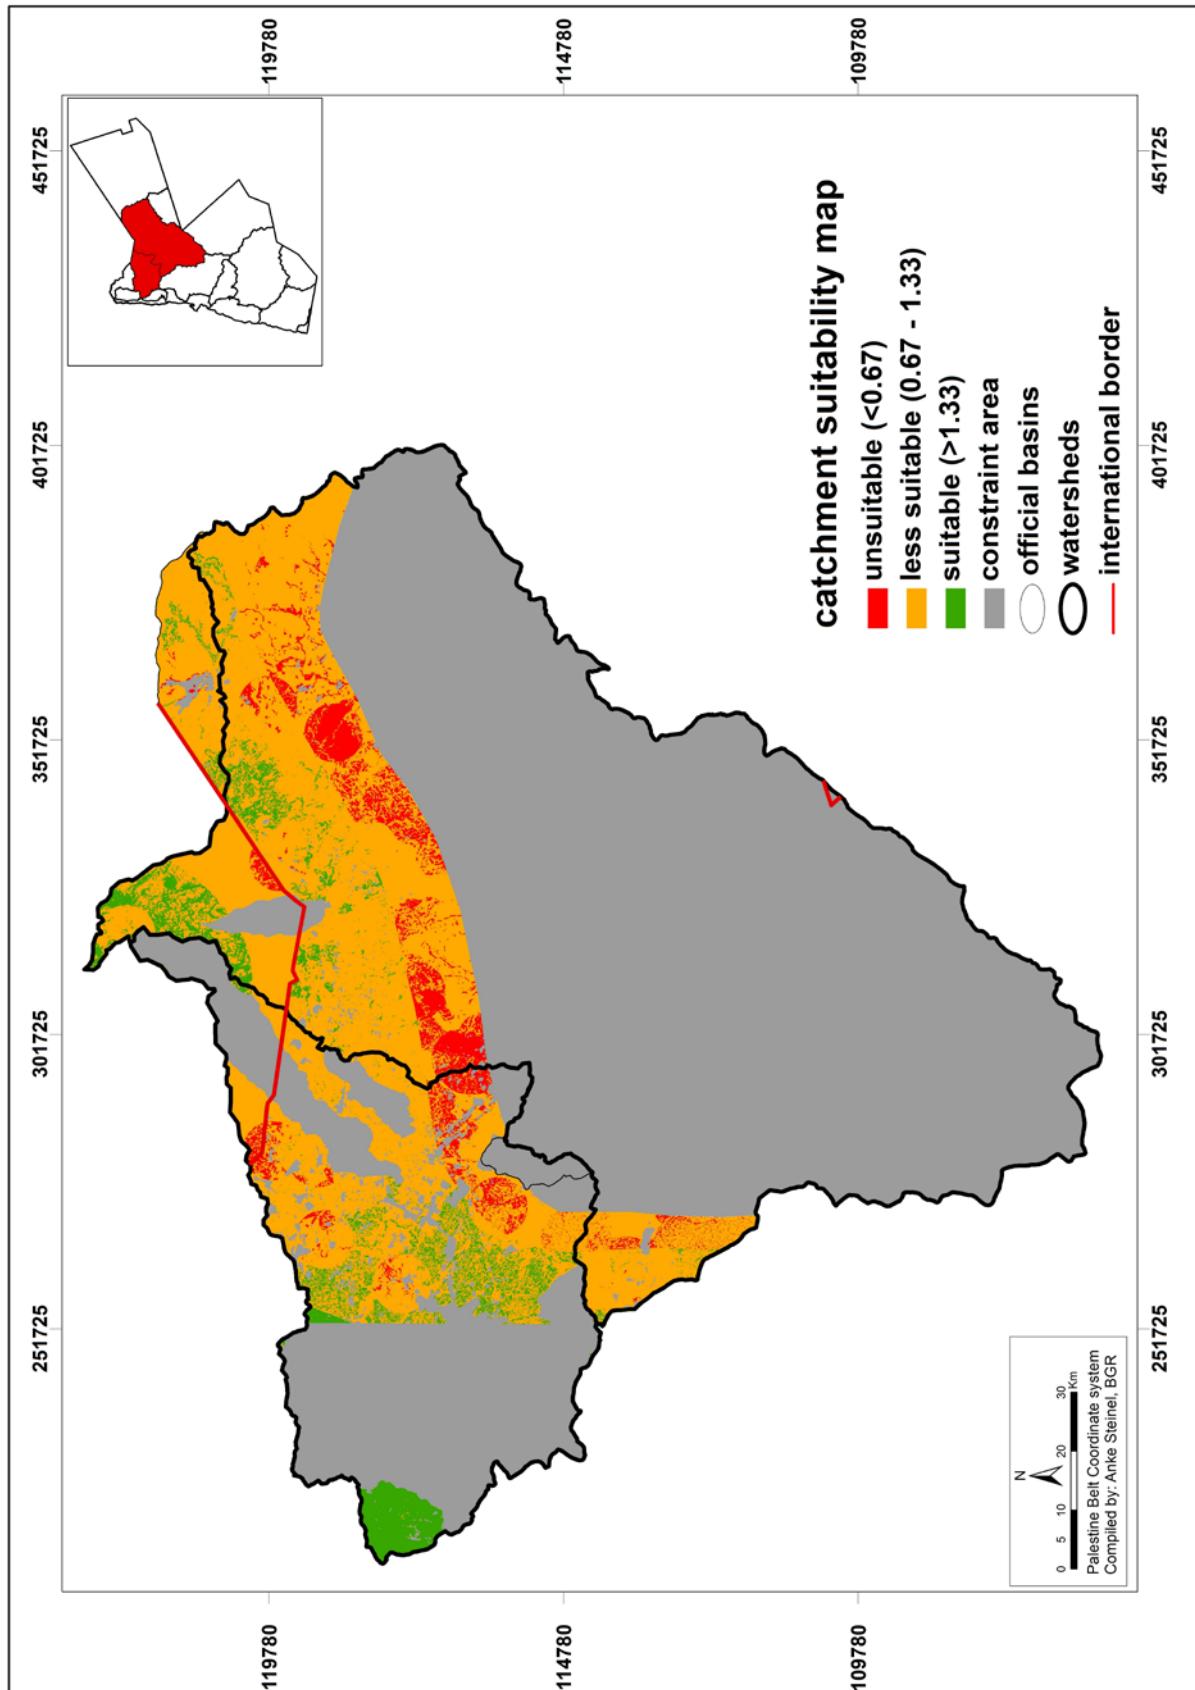 catchment suitability map
unsuitable (<0.67)
less suitable (0.67 - 1.33)
suitable (>1.33)
constraint area
official basins
watersheds
international border
251725
301725
351725
401725
451725
251725
301725
351725
401725
451725
119780
114780
109780
119780
114780
109780
N
0 5 10 20 30
Km
Palestine Belt Coordinate system
Compiled by: Anke Steinel, BGR